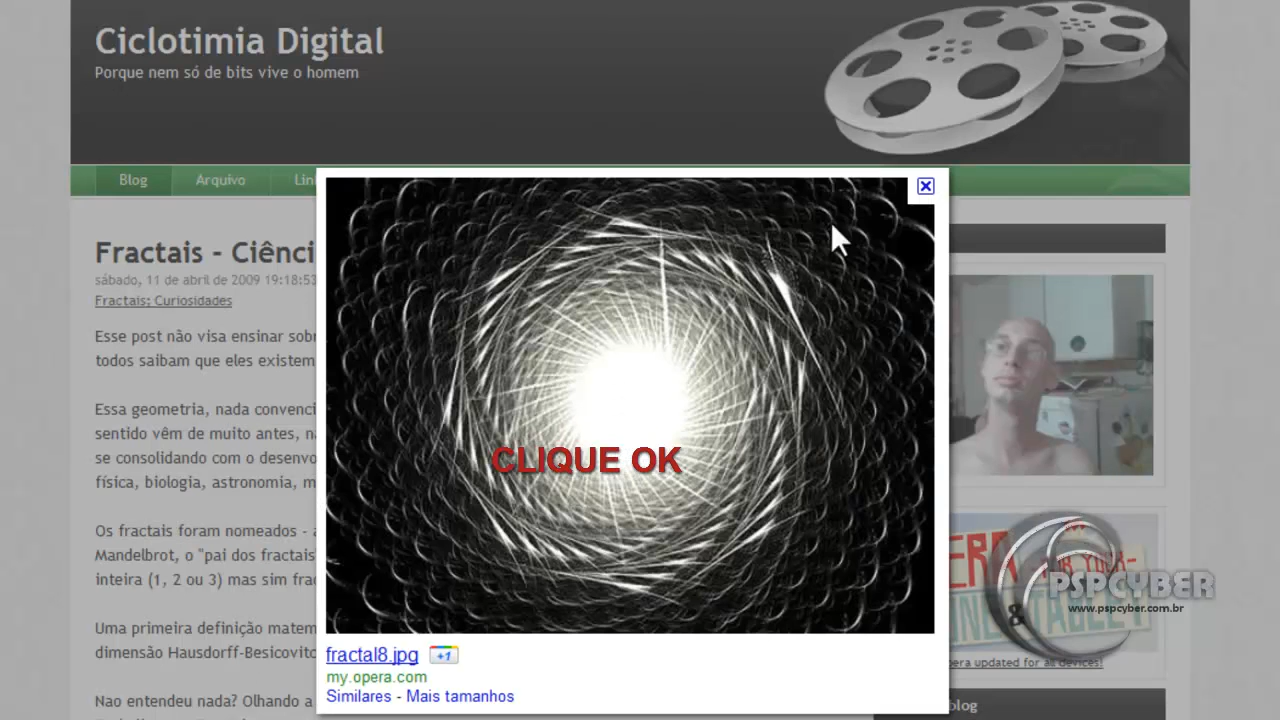 Ciclotimia Digital
Porque nem só de bits vive o homem
Blog
Arquivo
Fractais - Ciênci
sábado, 11 de abril de 2009 19:18:53
Fractais: Curiosidades
Esse post não visa ensinar sobr
todos saibam que eles existem
Essa geometria, nada convenci
sentido vêm de muito antes, n
se consolidando com o desenvo
física, biologia, astronomia, m
Os fractais foram nomeados - a
Mandelbrot, o "pai dos fractais"
inteira (1, 2 ou 3) mas sim fra
Uma primeira definição matem
dimensão Hausdorff-Besicovitc
Nao entendeu nada? Olhando a
CLIQUE OK
fractal8.jpg +1
my.opera.com
Similares - Mais tamanhos
PSPCYBER
www.pspcyber.com.br
pera updated for all devices!
blog